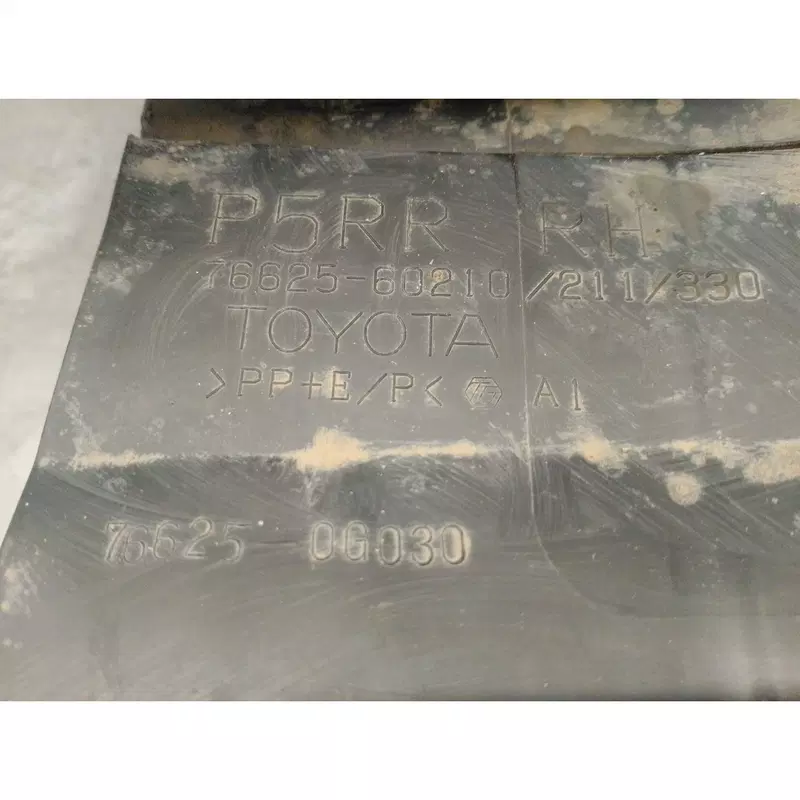 P5RR RH
76625-60210/211/330
TOYOTA
>PP+E/P< A1
76625 0G030